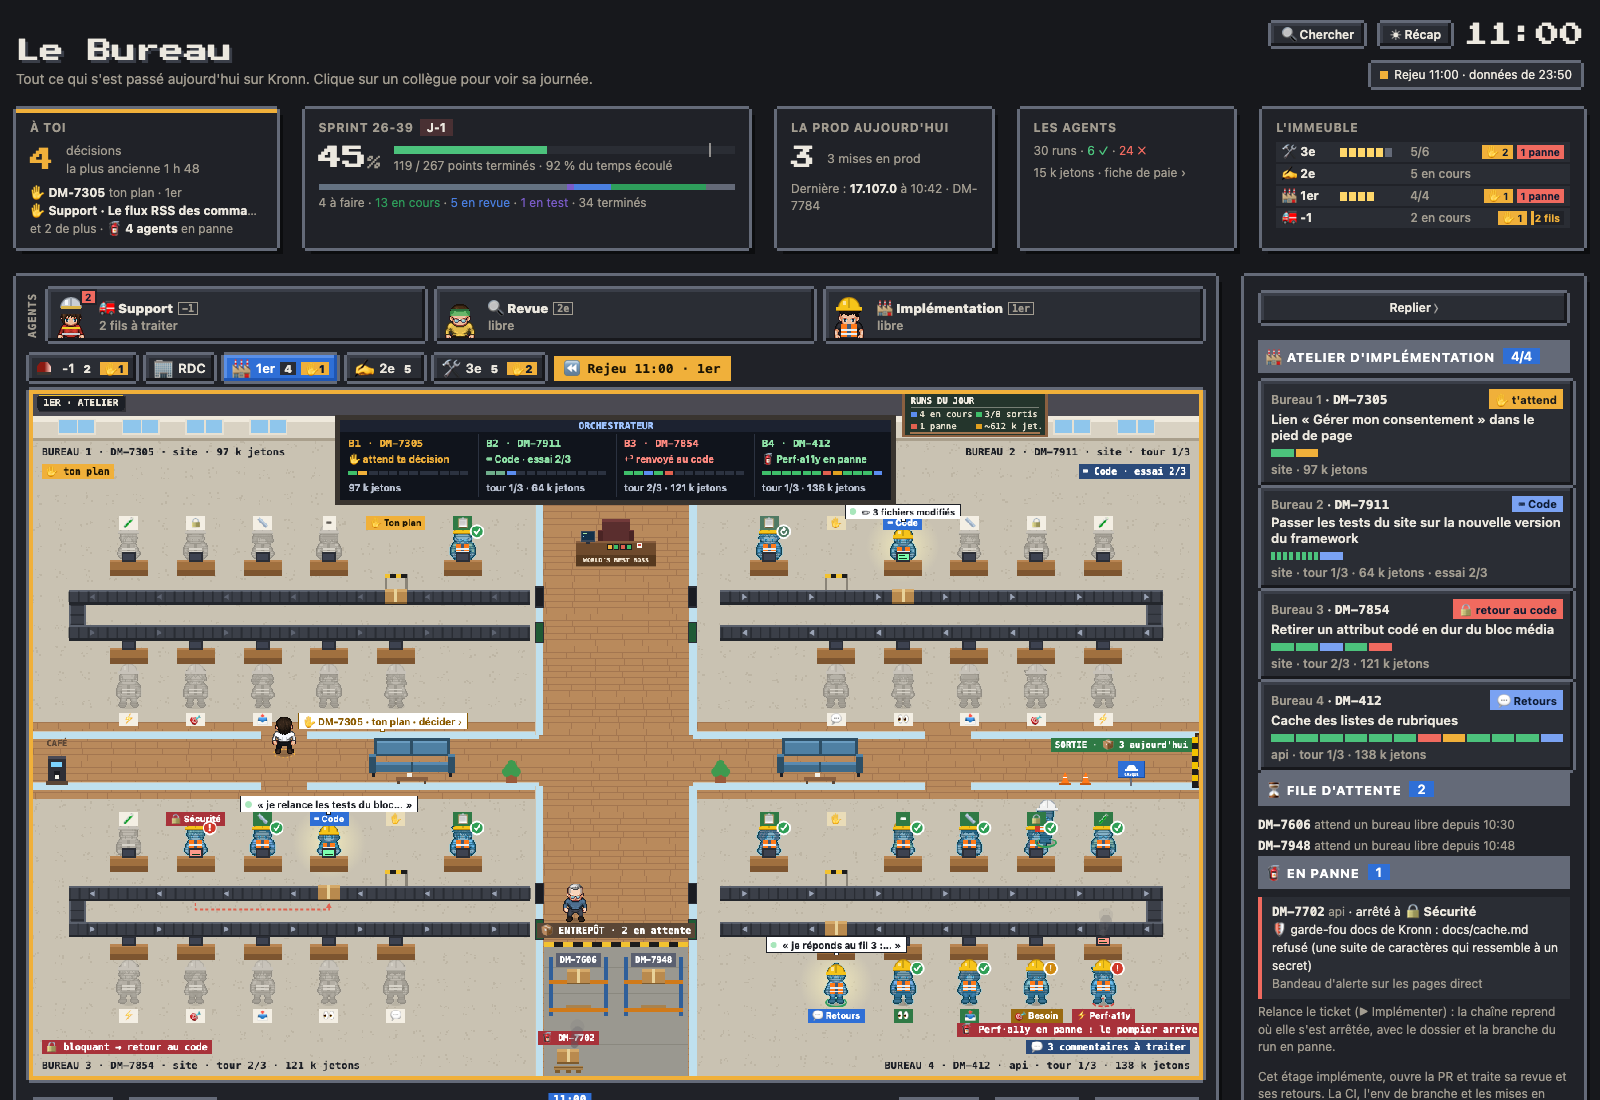 Le Bureau
Tout ce qui s'est passé aujourd'hui sur Kronn. Clique sur un collègue pour voir sa journée.
Chercher
Récap
11:00
Rejeu 11:00 · données de 23:50
À TOI
4 décisions
la plus ancienne 1 h 48
DM-7305 ton plan · 1er
Support · Le flux RSS des comma…
et 2 de plus · 4 agents en panne
SPRINT 26-39 J-1
45%
119 / 267 points terminés · 92 % du temps écoulé
4 à faire · 13 en cours · 5 en revue · 1 en test · 34 terminés
LA PROD AUJOURD'HUI
3 3 mises en prod
Dernière : 17.107.0 à 10:42 · DM-
7784
LES AGENTS
30 runs · 6 ✓ · 24 ✕
15 k jetons · fiche de paie ›
L'IMMEUBLE
3e 5/6 2 1 panne
2e 5 en cours
1er 4/4 1 1 panne
-1 2 en cours 1 2 fils
AGENTS
2
Support -1
2 fils à traiter
Revue 2e
libre
Implémentation 1er
libre
-1 2 1
RDC
1er 4 1
2e 5
3e 5 2
Rejeu 11:00 · 1er
1ER · ATELIER
RUNS DU JOUR
4 en cours 3/8 sortis
1 panne ~612 k jet.
ORCHESTRATEUR
B1 · DM-7305
attend ta décision
97 k jetons
B2 · DM-7911
Code · essai 2/3
tour 1/3 · 64 k jetons
B3 · DM-7854
renvoyé au code
tour 2/3 · 121 k jetons
B4 · DM-412
Perf·a11y en panne
tour 1/3 · 138 k jetons
BUREAU 1 · DM-7305 · site · 97 k jetons
ton plan
BUREAU 2 · DM-7911 · site · tour 1/3
Code · essai 2/3
Ton plan
3 fichiers modifiés
Code
WORLD'S BEST BOSS
DM-7305 · ton plan · décider ›
CAFÉ
SORTIE · 3 aujourd'hui
« je relance les tests du bloc… »
Sécurité
Code
ENTREPÔT · 2 en attente
DM-7606
DM-7948
DM-7702
« je réponds au fil 3 :… »
Retours
Besoin
Perf·a11y
Perf·a11y en panne : le pompier arrive
3 commentaires à traiter
bloquant → retour au code
BUREAU 3 · DM-7854 · site · tour 2/3 · 121 k jetons
BUREAU 4 · DM-412 · api · tour 1/3 · 138 k jetons
11:00
Replier ›
ATELIER D'IMPLÉMENTATION 4/4
Bureau 1 · DM-7305 t'attend
Lien « Gérer mon consentement » dans le
pied de page
site · 97 k jetons
Bureau 2 · DM-7911 Code
Passer les tests du site sur la nouvelle version
du framework
site · tour 1/3 · 64 k jetons · essai 2/3
Bureau 3 · DM-7854 retour au code
Retirer un attribut codé en dur du bloc média
site · tour 2/3 · 121 k jetons
Bureau 4 · DM-412 Retours
Cache des listes de rubriques
api · tour 1/3 · 138 k jetons
FILE D'ATTENTE 2
DM-7606 attend un bureau libre depuis 10:30
DM-7948 attend un bureau libre depuis 10:48
EN PANNE 1
DM-7702 api · arrêté à Sécurité
garde-fou docs de Kronn : docs/cache.md
refusé (une suite de caractères qui ressemble à un
secret)
Bandeau d'alerte sur les pages direct
Relance le ticket (▶ Implémenter) : la chaîne reprend
où elle s'est arrêtée, avec le dossier et la branche du
run en panne.
Cet étage implémente, ouvre la PR et traite sa revue et
ses retours. La CI, l'env de branche et les mises en